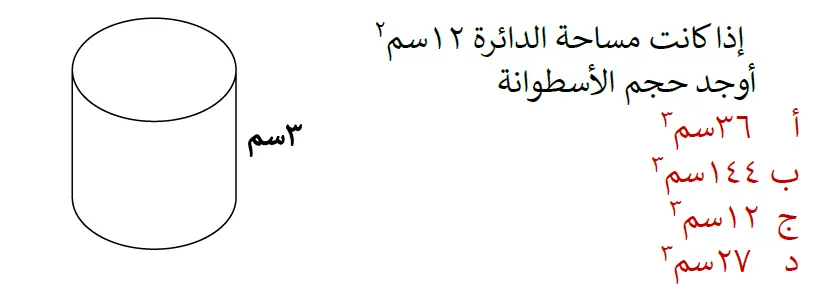 إذا كانت مساحة الدائرة ١٢سم٢
أوجد حجم الأسطوانة
أ ٣٦سم٣
ب ١٤٤سم٣
ج ١٢سم٣
د ٢٧سم٣
٣سم